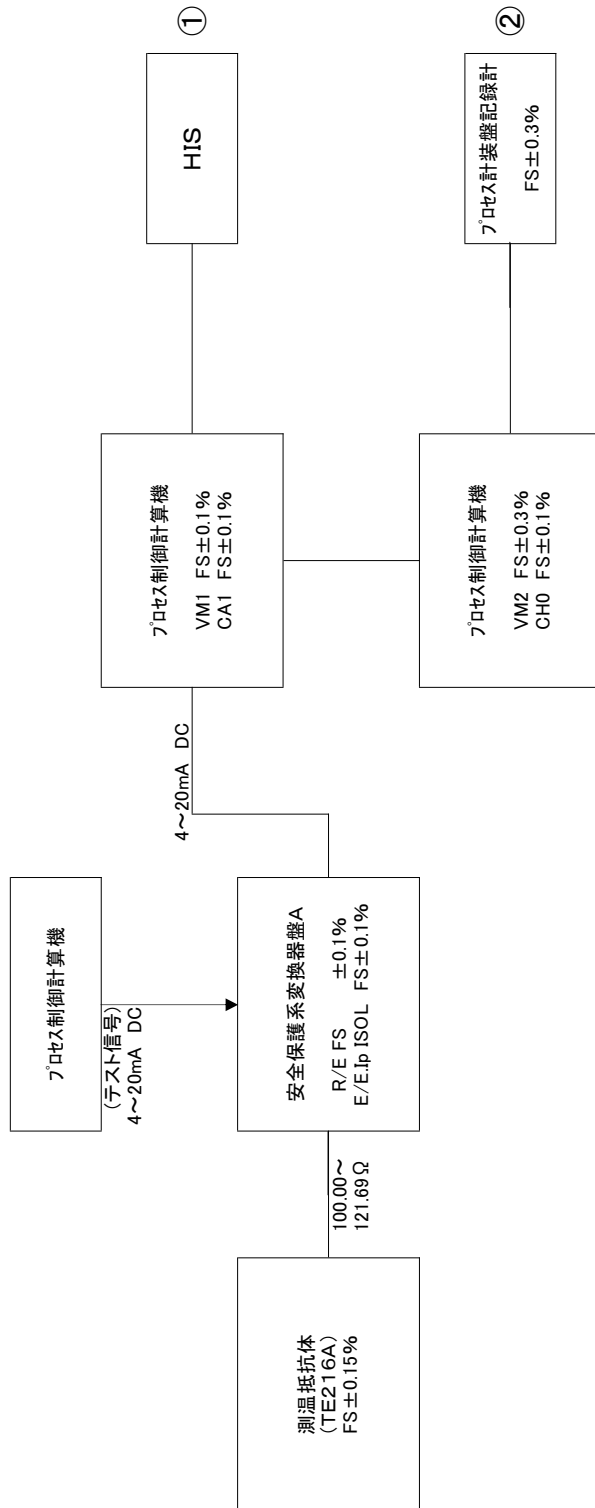 測温抵抗体
(TE216A)
FS±0.15%
100.00～
121.69Ω
プロセス制御計算機
(テスト信号)
4～20mA DC
安全保護系変換器盤A
R/E FS ±0.1%
E/E.Ip ISOL FS±0.1%
4～20mA DC
プロセス制御計算機
VM1 FS±0.1%
CA1 FS±0.1%
HIS
①
プロセス制御計算機
VM2 FS±0.3%
CH0 FS±0.1%
プロセス計装盤記録計
FS±0.3%
②